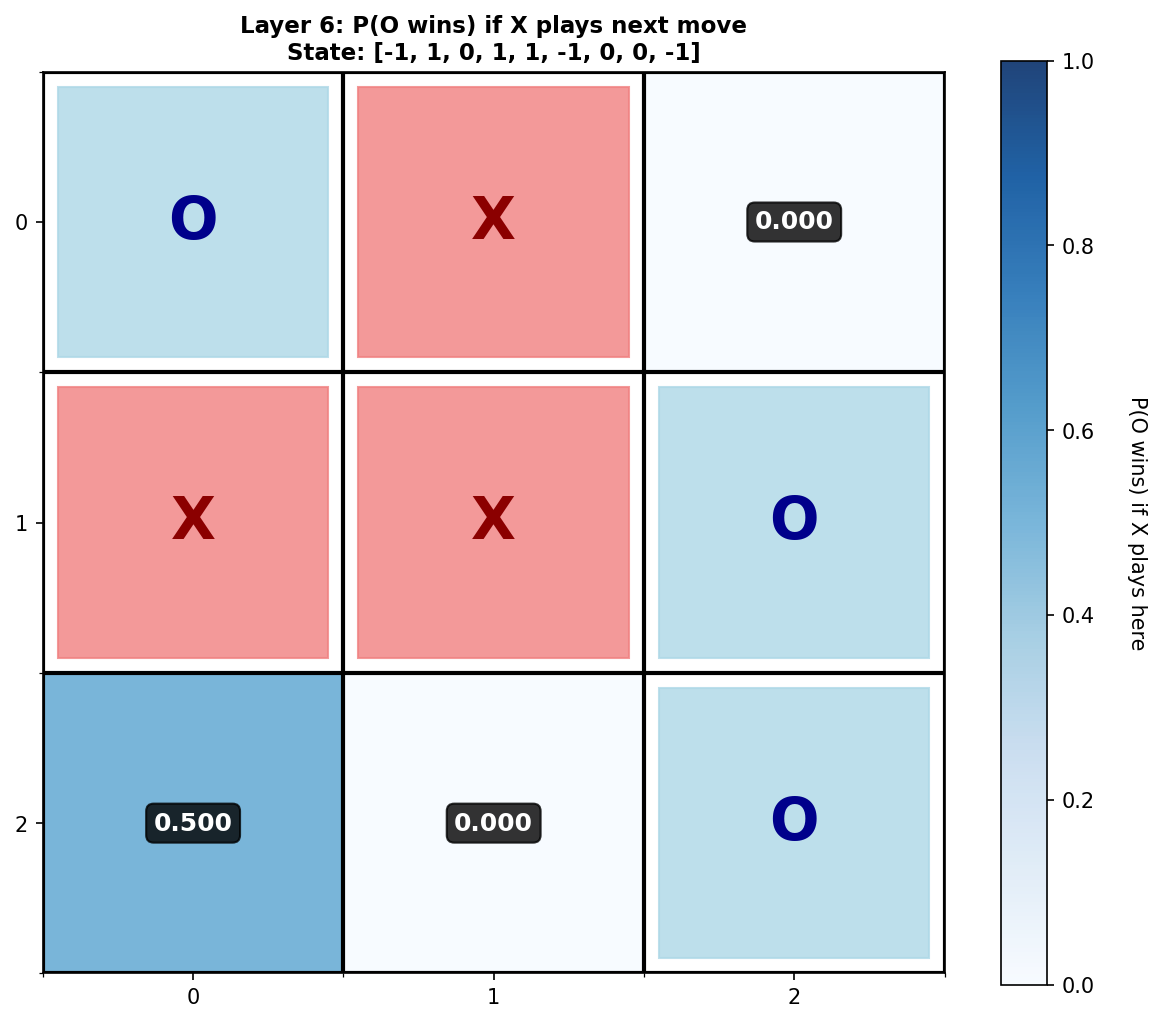 Layer 6: P(O wins) if X plays next move
State: [-1, 1, 0, 1, 1, -1, 0, 0, -1]
0
O
X
0.000
1
X
X
O
2
0.500
0.000
O
0
1
2
1.0
0.8
0.6
0.4
0.2
0.0
P(O wins) if X plays here